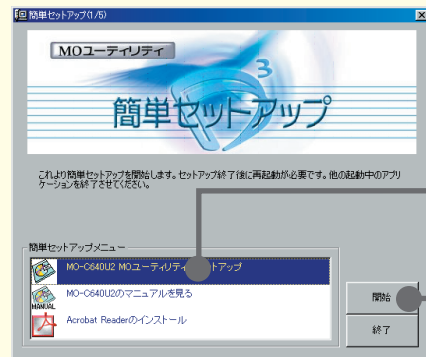 簡単セットアップ(1/5)
MOユーティリティ
3
簡単セットアップ
これより簡単セットアップを開始します。セットアップ終了後に再起動が必要です。他の起動中のアプリ
ケーションを終了させてください。
簡単セットアップメニュー
MO-C640U2 MOユーティリティ トアップ
MO-C640U2のマニュアルを見る
MANUAL
Acrobat Readerのインストール
開始
終了